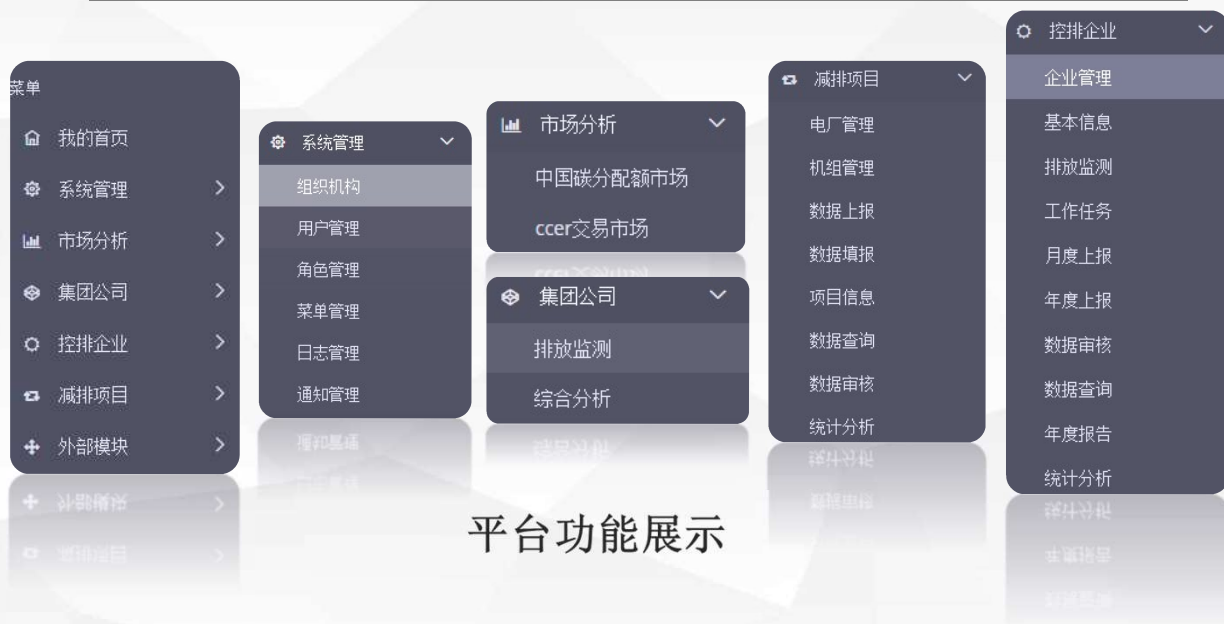 菜单
我的首页
系统管理
市场分析
集团公司
控排企业
减排项目
外部模块
系统管理
组织机构
用户管理
角色管理
菜单管理
日志管理
通知管理
市场分析
中国碳分配额市场
ccer交易市场
集团公司
排放监测
综合分析
减排项目
电厂管理
机组管理
数据上报
数据填报
项目信息
数据查询
数据审核
统计分析
控排企业
企业管理
基本信息
排放监测
工作任务
月度上报
年度上报
数据审核
数据查询
年度报告
统计分析
平台功能展示